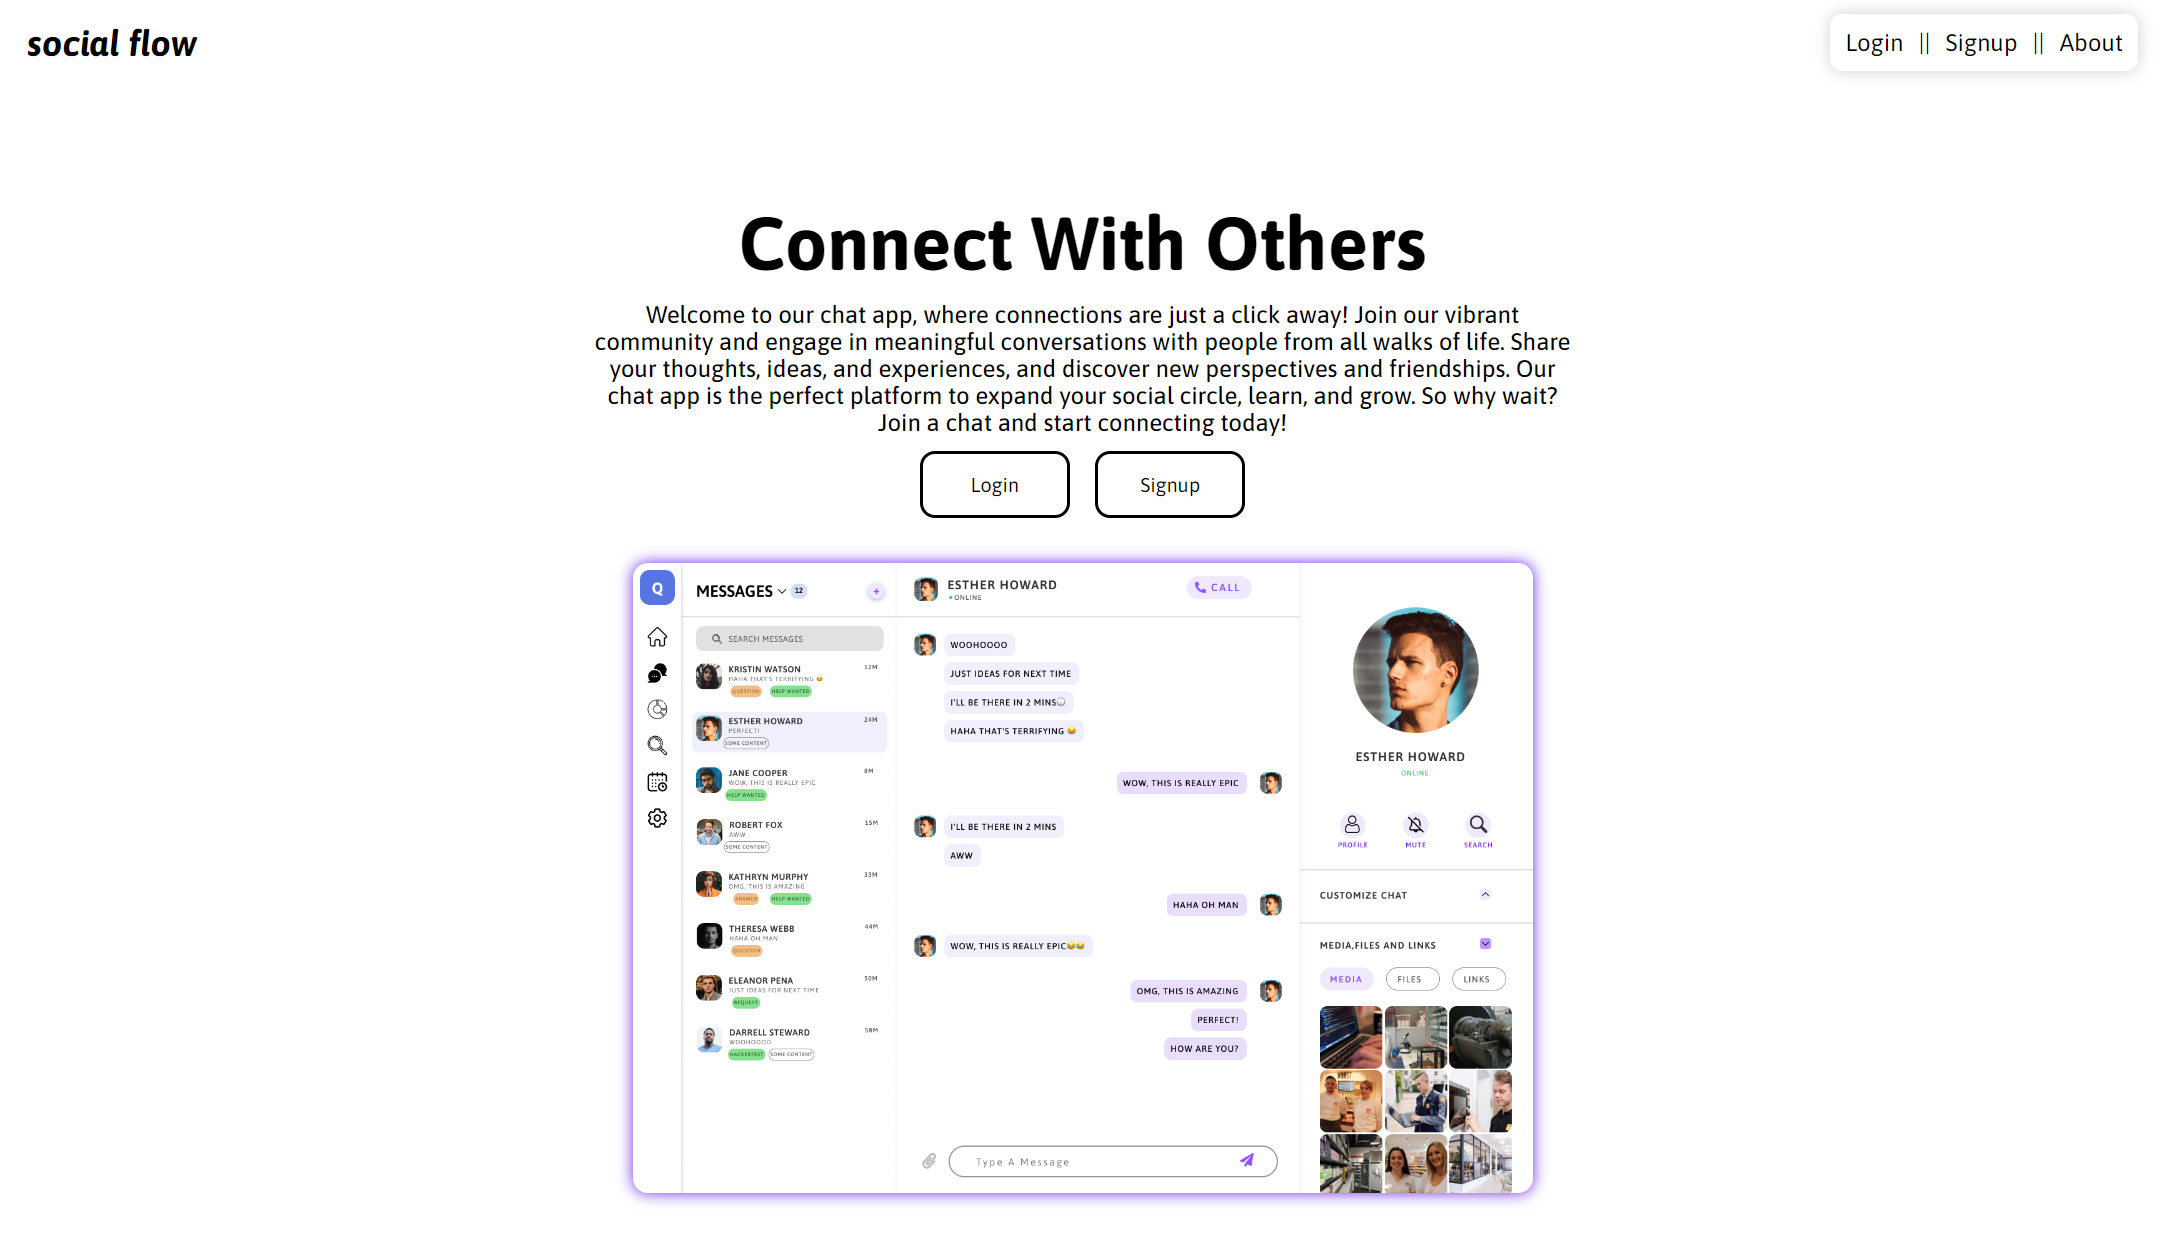 social flow
Login || Signup || About
Connect With Others
Welcome to our chat app, where connections are just a click away! Join our vibrant
community and engage in meaningful conversations with people from all walks of life. Share
your thoughts, ideas, and experiences, and discover new perspectives and friendships. Our
chat app is the perfect platform to expand your social circle, learn, and grow. So why wait?
Join a chat and start connecting today!
Login
Signup
Q
MESSAGES 12
+
SEARCH MESSAGES
KRISTIN WATSON 12M
HAHA THAT'S TERRIFYING 😂
QUESTION HELP WANTED
ESTHER HOWARD 24M
PERFECT!
SOME CONTENT
JANE COOPER 8M
WOW, THIS IS REALLY EPIC
HELP WANTED
ROBERT FOX 15M
AWW
SOME CONTENT
KATHRYN MURPHY 33M
OMG, THIS IS AMAZING
ANSWER HELP WANTED
THERESA WEBB 44M
HAHA OH MAN
QUESTION
ELEANOR PENA 50M
JUST IDEAS FOR NEXT TIME
REQUEST
DARRELL STEWARD 58M
WOOHOOOO
HACKENFEST SOME CONTENT
ESTHER HOWARD
ONLINE
CALL
WOOHOOOO
JUST IDEAS FOR NEXT TIME
I'LL BE THERE IN 2 MINS
HAHA THAT'S TERRIFYING 😂
WOW, THIS IS REALLY EPIC
I'LL BE THERE IN 2 MINS
AWW
HAHA OH MAN
WOW, THIS IS REALLY EPIC😂😂
OMG, THIS IS AMAZING
PERFECT!
HOW ARE YOU?
Type A Message
ESTHER HOWARD
ONLINE
PROFILE MUTE SEARCH
CUSTOMIZE CHAT
MEDIA,FILES AND LINKS
MEDIA FILES LINKS